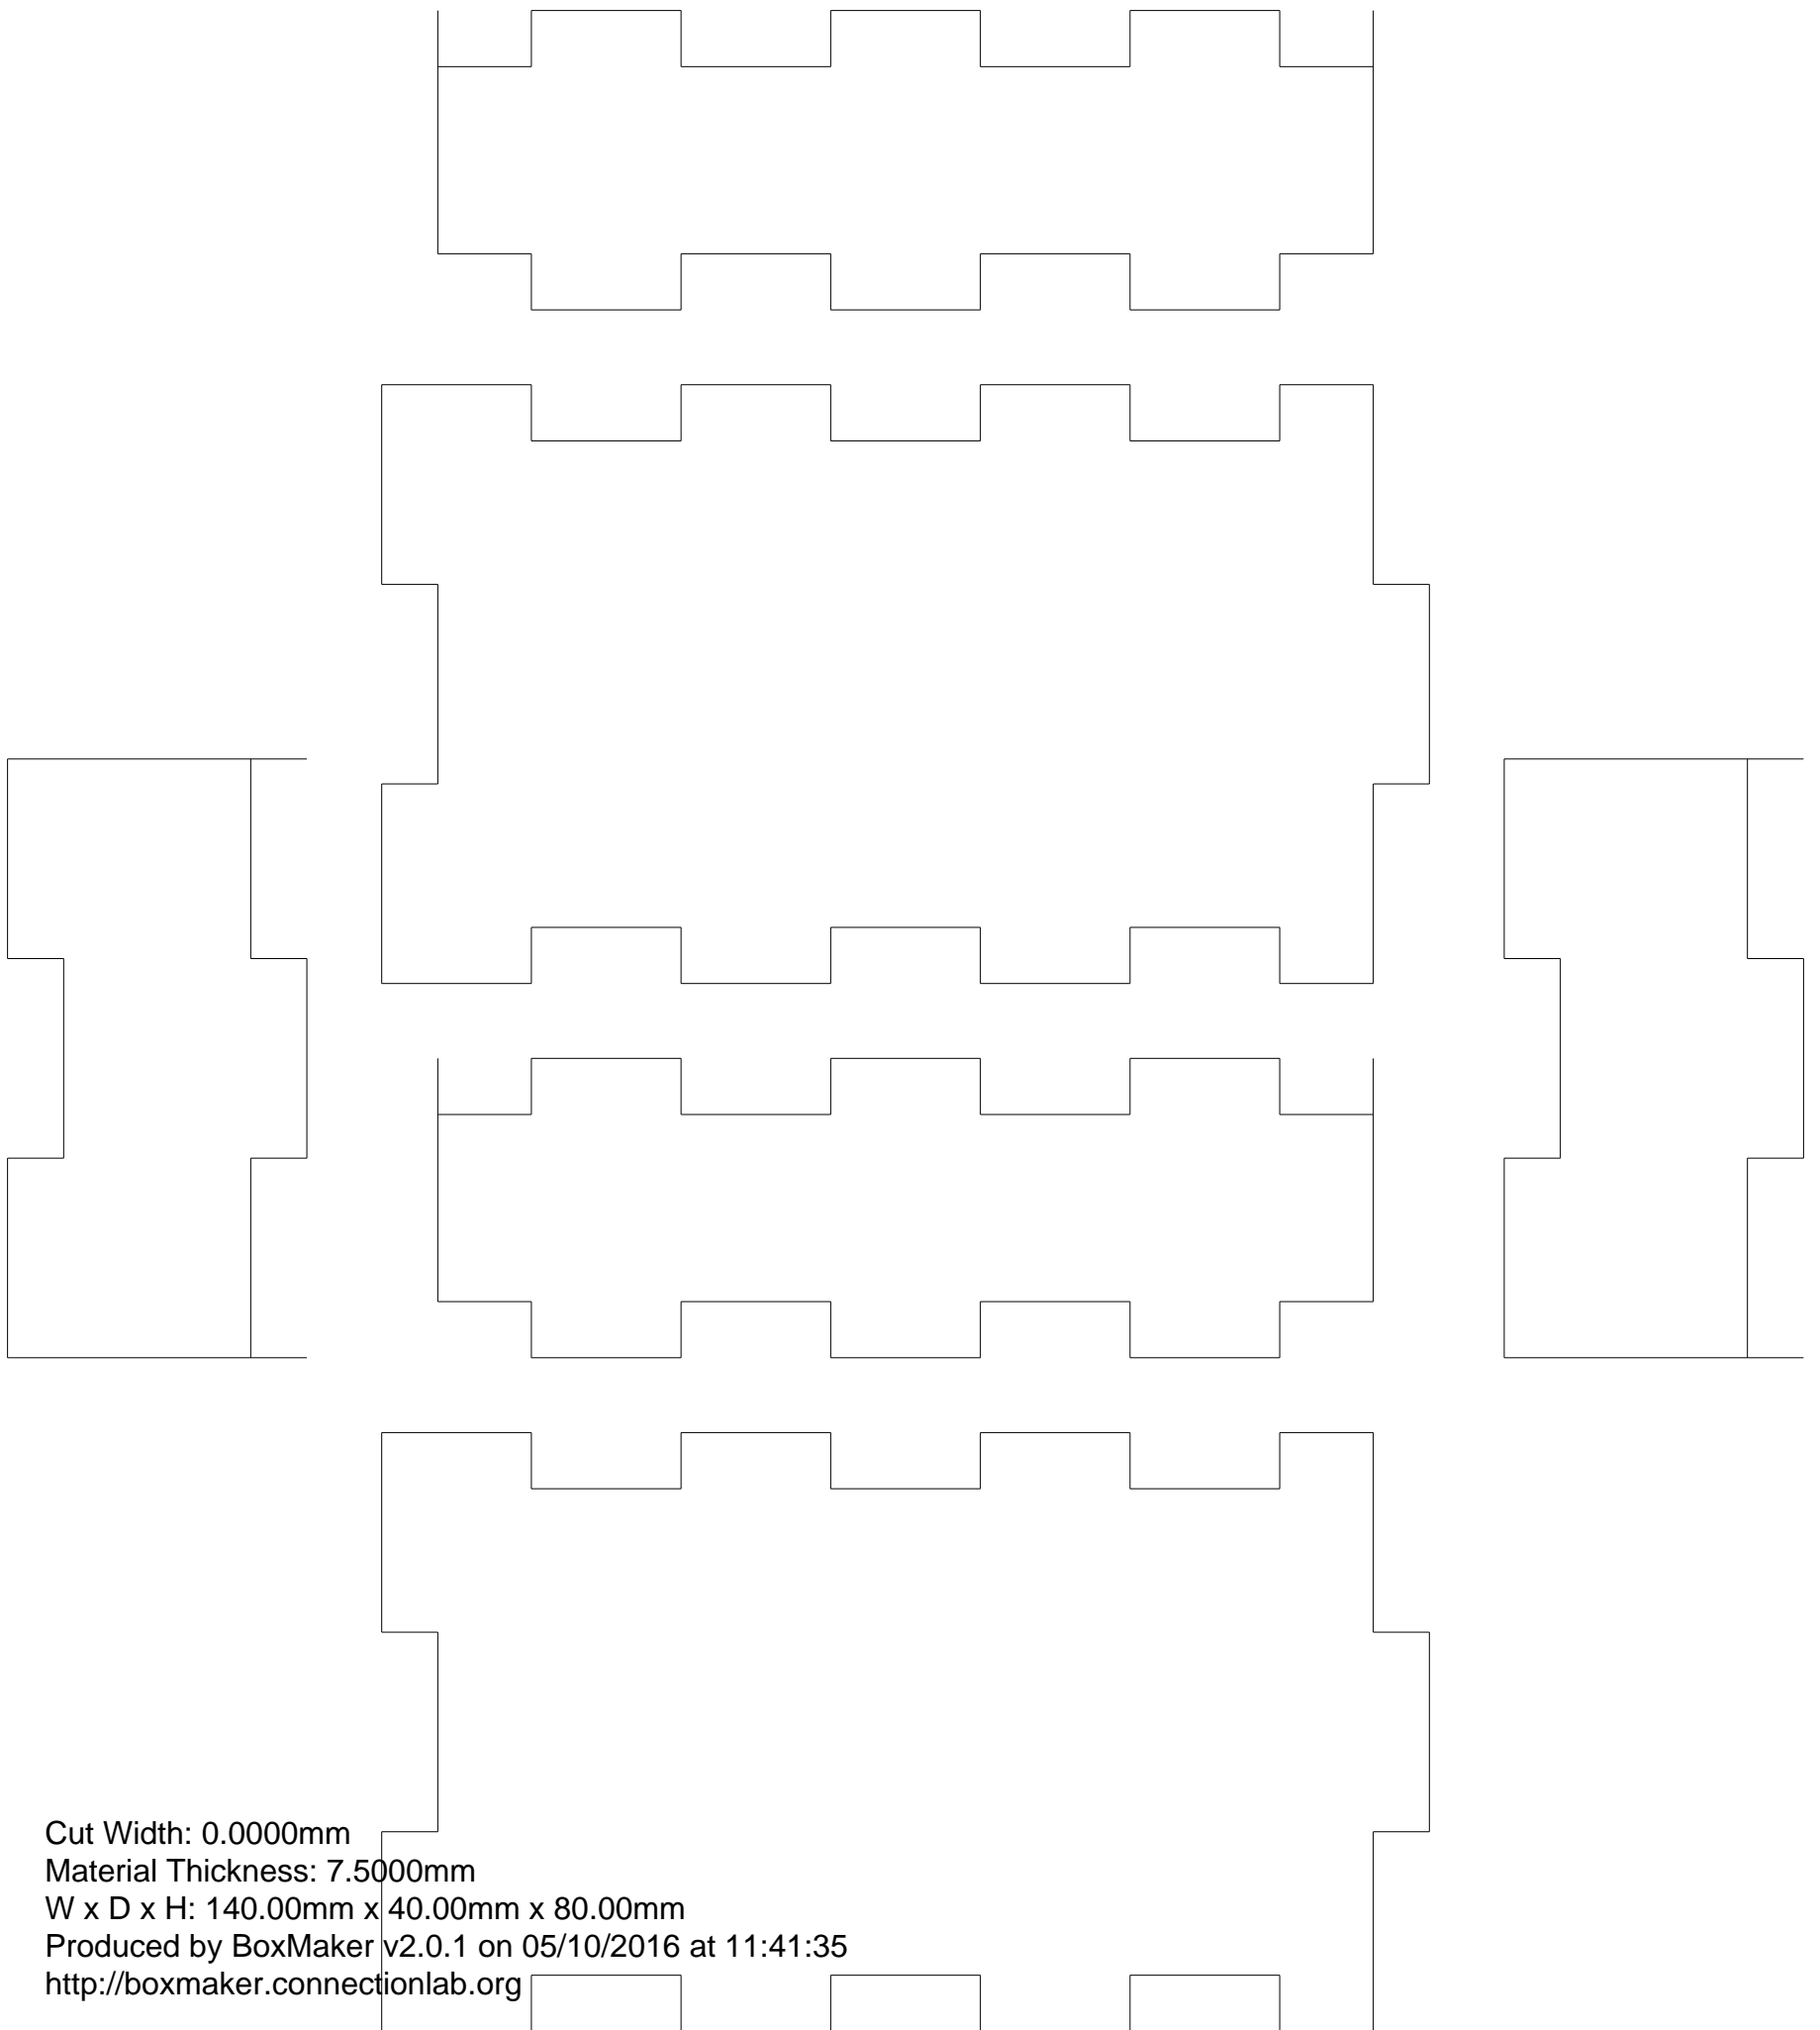 Cut Width: 0.0000mm
Material Thickness: 7.5000mm
W x D x H: 140.00mm x 40.00mm x 80.00mm
Produced by BoxMaker v2.0.1 on 05/10/2016 at 11:41:35
http://boxmaker.connectionlab.org